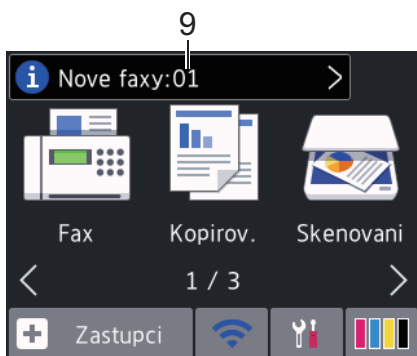 9
i Nove faxy:01 >
Fax Kopirov. Skenovani
< 1 / 3 >
+ Zastupci